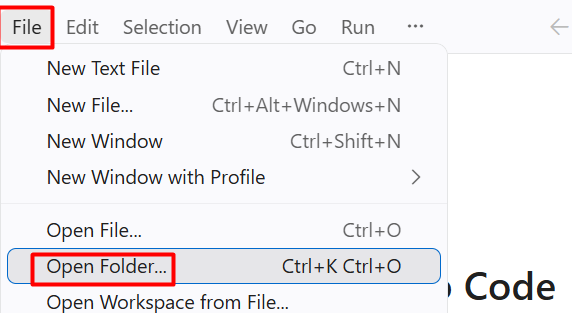 File Edit Selection View Go Run ...
New Text File Ctrl+N
New File... Ctrl+Alt+Windows+N
New Window Ctrl+Shift+N
New Window with Profile
Open File... Ctrl+O
Open Folder... Ctrl+K Ctrl+O
Open Workspace from File...
Code